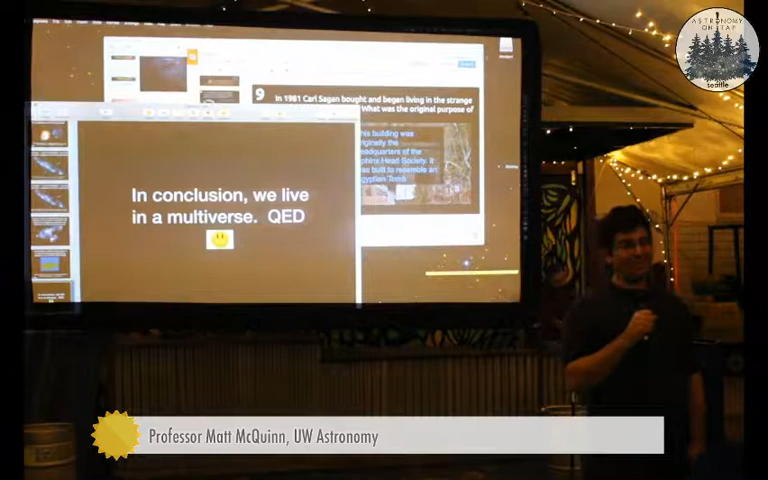 ASTRONOMY
ON TAP
seattle
9 In 1981 Carl Sagan bought and began living in the strange
What was the original purpose of
his building was
iginally the
eadquarters of the
phinx Head Society. It
as built to resemble an
gyptian Tomb
In conclusion, we live
in a multiverse. QED
Professor Matt McQuinn, UW Astronomy